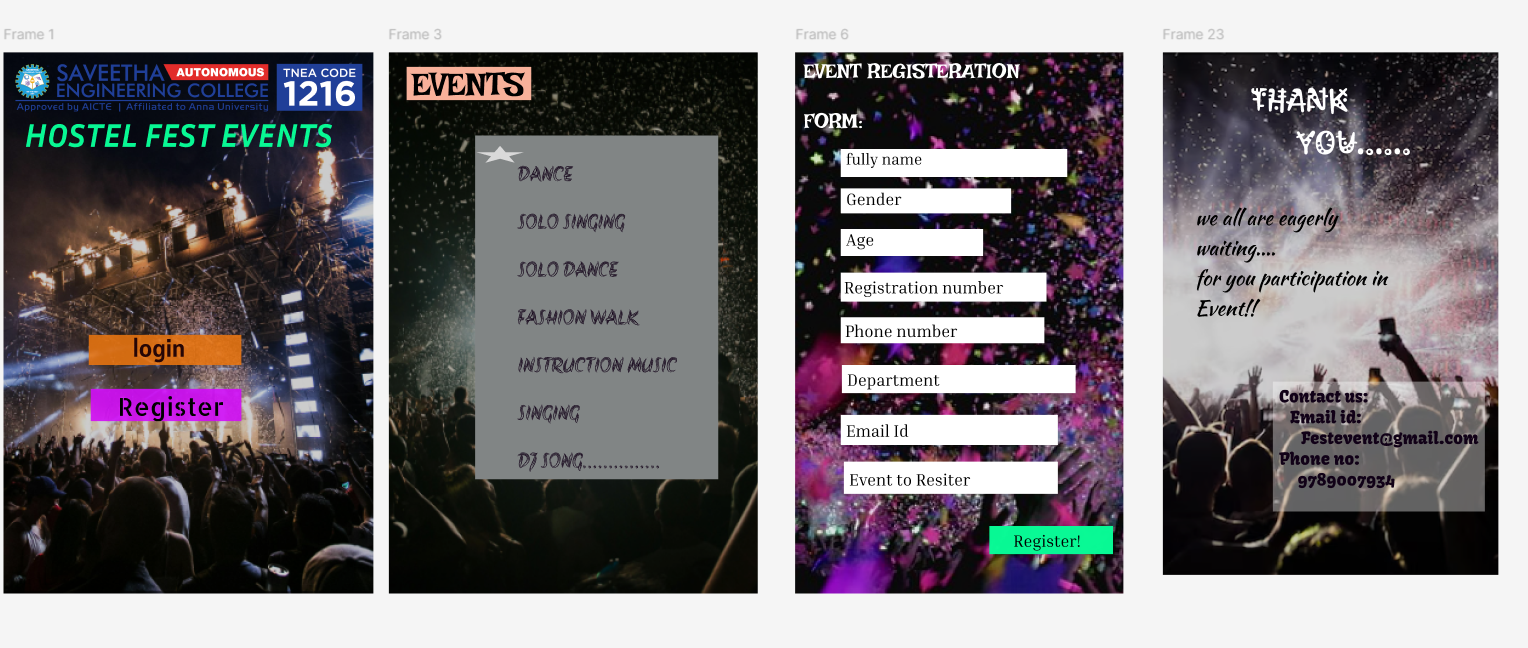 Frame 1
SAVEETHA AUTONOMOUS
ENGINEERING COLLEGE
Approved by AICTE | Affiliated to Anna University
TNEA CODE
1216
HOSTEL FEST EVENTS
login
Register
Frame 3
EVENTS
DANCE
SOLO SINGING
SOLO DANCE
FASHION WALK
INSTRUCTION MUSIC
SINGING
DJ SONG...............
Frame 6
EVENT REGISTERATION
FORM:
fully name
Gender
Age
Registration number
Phone number
Department
Email Id
Event to Resiter
Register!
Frame 23
THANK
YOU......
we all are eagerly
waiting....
for you participation in
Event!!
Contact us:
Email id:
Festevent@gmail.com
Phone no:
9789007934